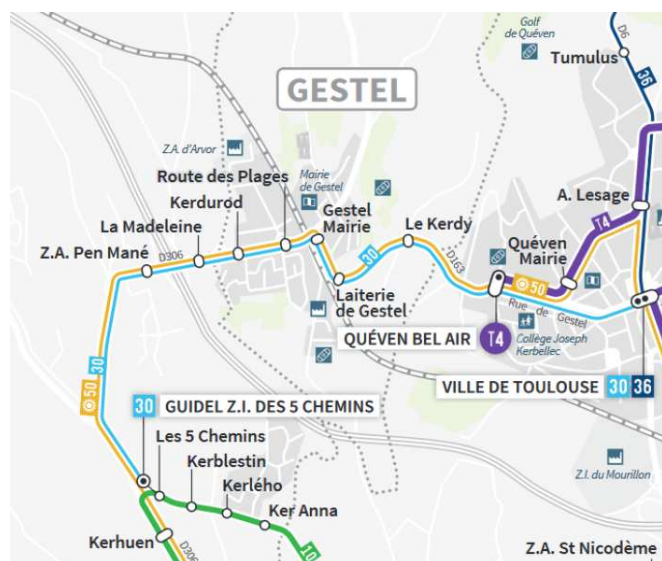 Golf
de Quéven
D6
Tumulus
36
GESTEL
Z.A. d'Arvor
Mairie
de Gestel
Route des Plages
Kerdurod
La Madeleine
Z.A. Pen Mané
D306
Gestel
Mairie
30
Le Kerdy
D163
A. Lesage
T4
Quéven
Mairie
50
Laiterie
de Gestel
Rue de Gestel
QUÉVEN BEL AIR
T4
Collège Joseph
Kerbellec
VILLE DE TOULOUSE 30 36
30
50
30 GUIDEL Z.I. DES 5 CHEMINS
Les 5 Chemins
Kerblestin
Kerlého
Ker Anna
Z.I. du Mourillon
Kerhuen
D306
10
Z.A. St Nicodème